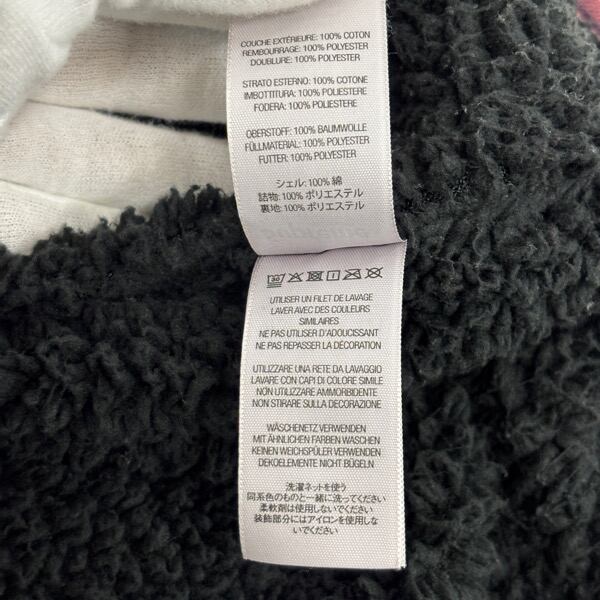 COUCHE EXTÉRIEURE: 100% COTON
REMBOURRAGE: 100% POLYESTER
DOUBLURE: 100% POLYESTER
STRATO ESTERNO: 100% COTONE
IMBOTTITURA: 100% POLIESTERE
FODERA: 100% POLIESTERE
OBERSTOFF: 100% BAUMWOLLE
FÜLLMATERIAL: 100% POLYESTER
FUTTER: 100% POLYESTER
シェル: 100% 綿
詰物: 100% ポリエステル
裏地: 100% ポリエステル
30
UTILISER UN FILET DE LAVAGE
LAVER AVEC DES COULEURS
SIMILAIRES
NE PAS UTILISER D'ADOUCISSANT
NE PAS REPASSER LA DÉCORATION
UTILIZZARE UNA RETE DA LAVAGGIO
LAVARE CON CAPI DI COLORE SIMILE
NON UTILIZZARE AMMORBIDENTE
NON STIRARE SULLA DECORAZIONE
WÄSCHENETZ VERWENDEN
MIT ÄHNLICHEN FARBEN WASCHEN
KEINEN WEICHSPÜLER VERWENDEN
DEKOELEMENTE NICHT BÜGELN
洗濯ネットを使う
同系色のものと一緒に洗ってください
柔軟剤は使用しないでください
装飾部分にはアイロンを使用しな
いでください